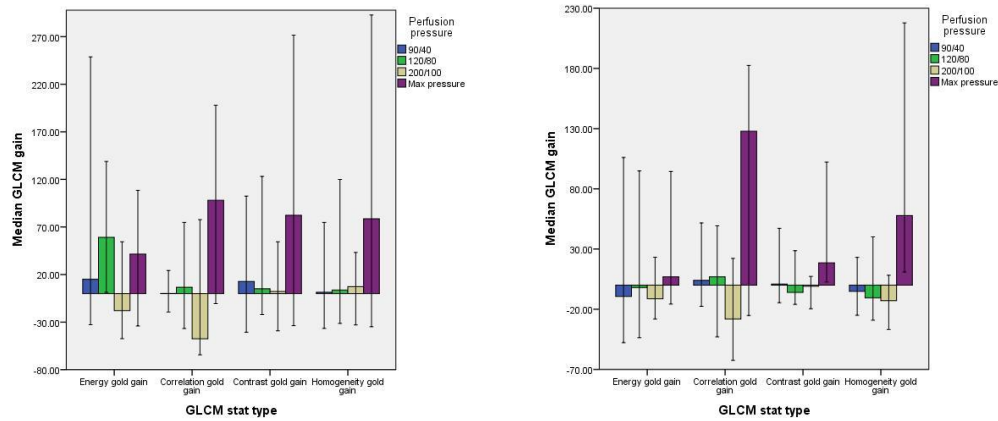 Perfusion
pressure
90/40
120/80
200/100
Max pressure
270.00
220.00
170.00
120.00
70.00
20.00
-30.00
-80.00
Median GLCM gain
Energy gold gain
Correlation gold
gain
Contrast gold gain
Homogeneity gold
gain
GLCM stat type
Perfusion
pressure
90/40
120/80
200/100
Max pressure
230.00
180.00
130.00
80.00
30.00
-20.00
-70.00
Median GLCM gain
Energy gold gain
Correlation gold
gain
Contrast gold gain
Homogeneity gold
gain
GLCM stat type